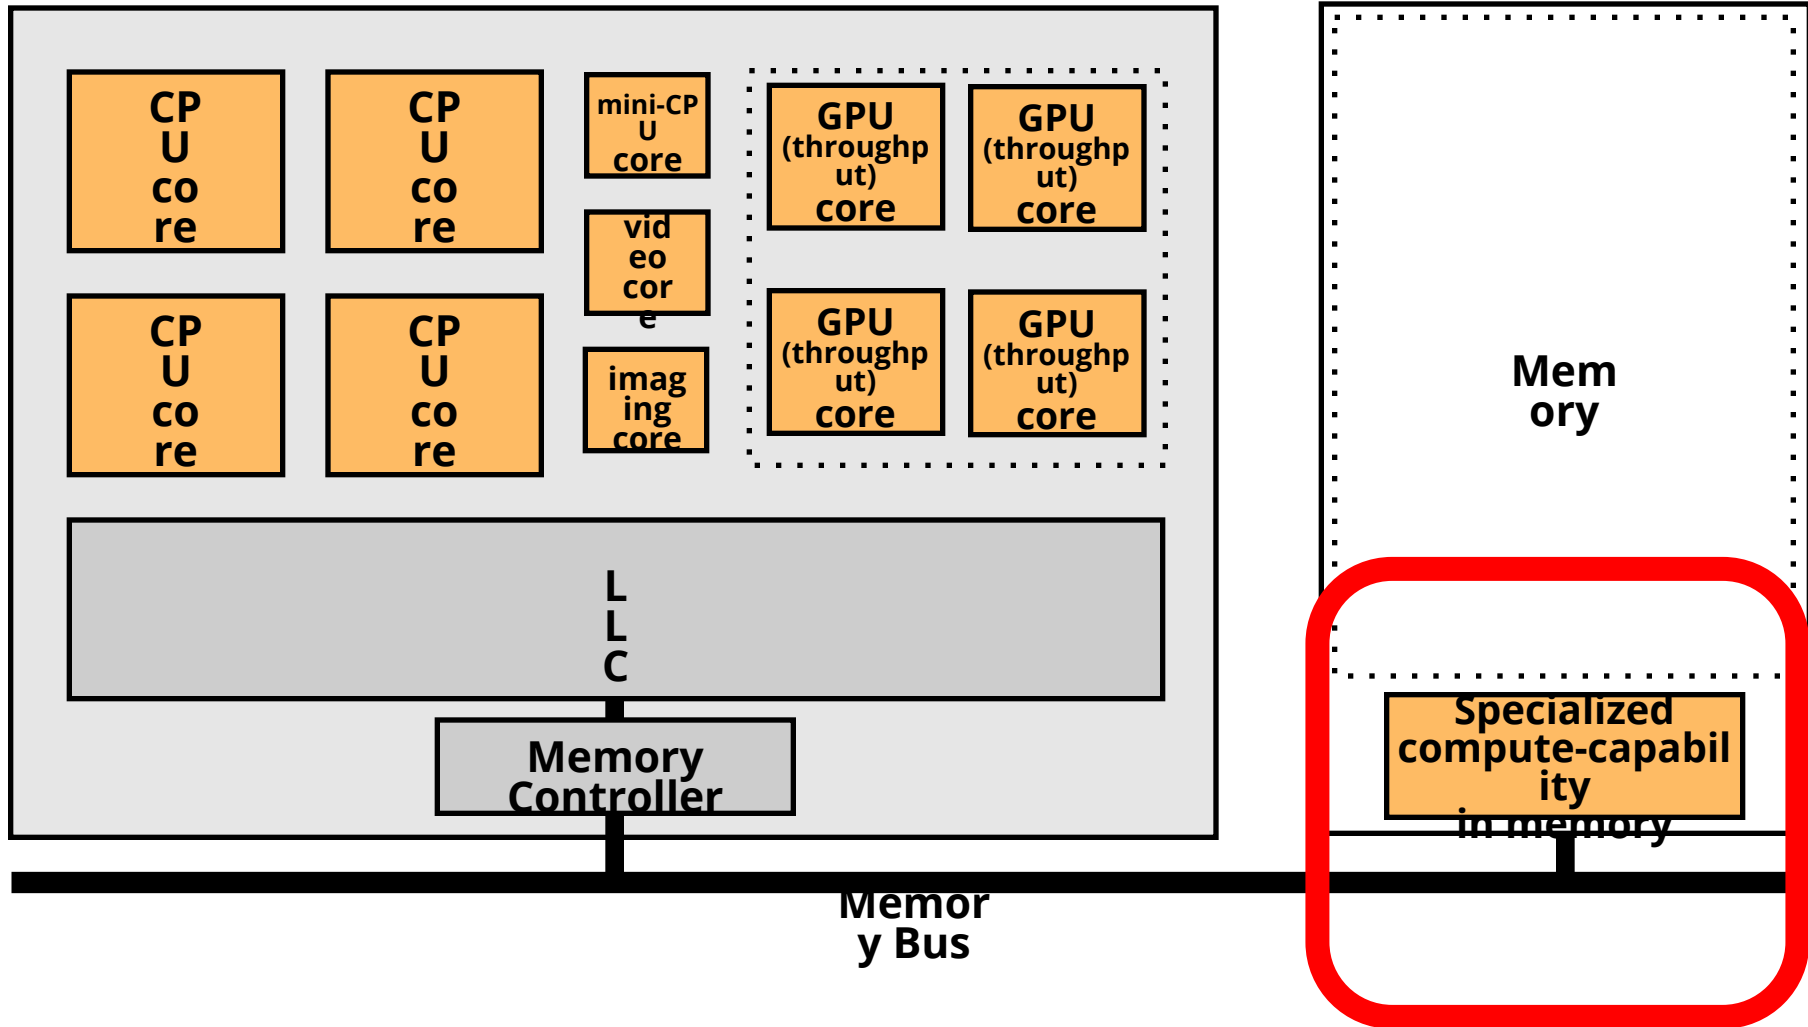 CP
U
co
re
CP
U
co
re
mini-CP
U
core
GPU
(throughp
ut)
core
GPU
(throughp
ut)
core
vid
eo
cor
e
CP
U
co
re
CP
U
co
re
imag
ing
core
GPU
(throughp
ut)
core
GPU
(throughp
ut)
core
Mem
ory
L
L
C
Memory
Controller
Specialized
compute-capabil
ity
in memory
Memor
y Bus